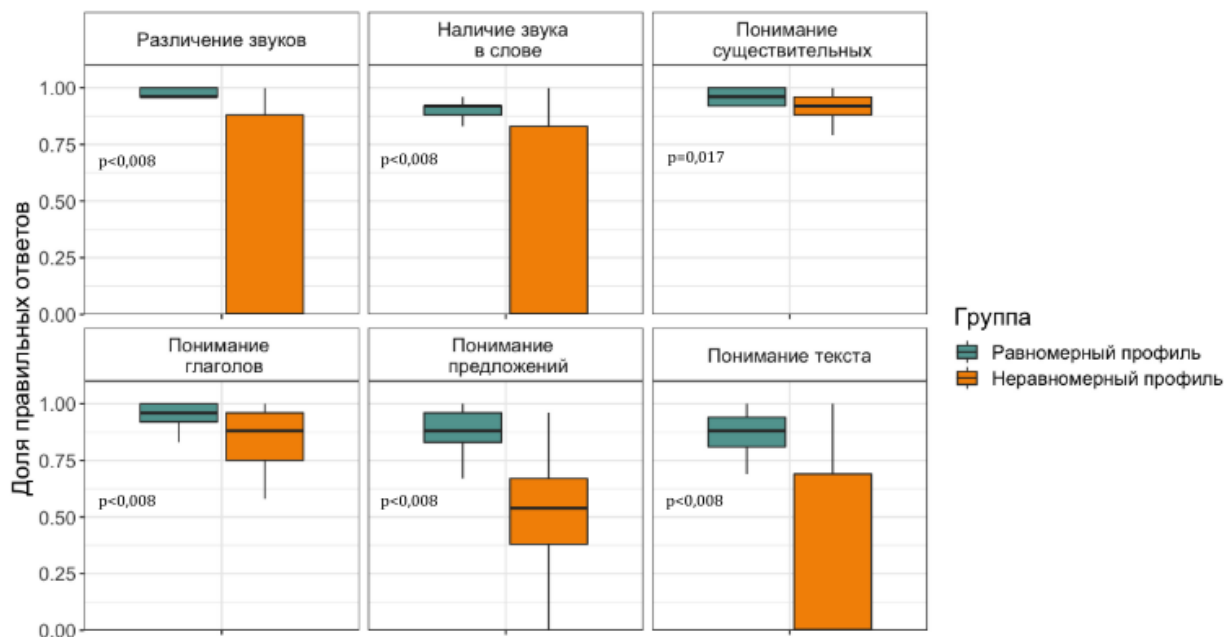 Различение звуков
Наличие звука
в слове
Понимание
существительных
1.00
0.75
0.50
0.25
0.00
p<0,008
p<0,008
p=0,017
Доля правильных ответов
Понимание
глаголов
Понимание
предложений
Понимание текста
1.00
0.75
0.50
0.25
0.00
p<0,008
p<0,008
p<0,008
Группа
Равномерный профиль
Неравномерный профиль